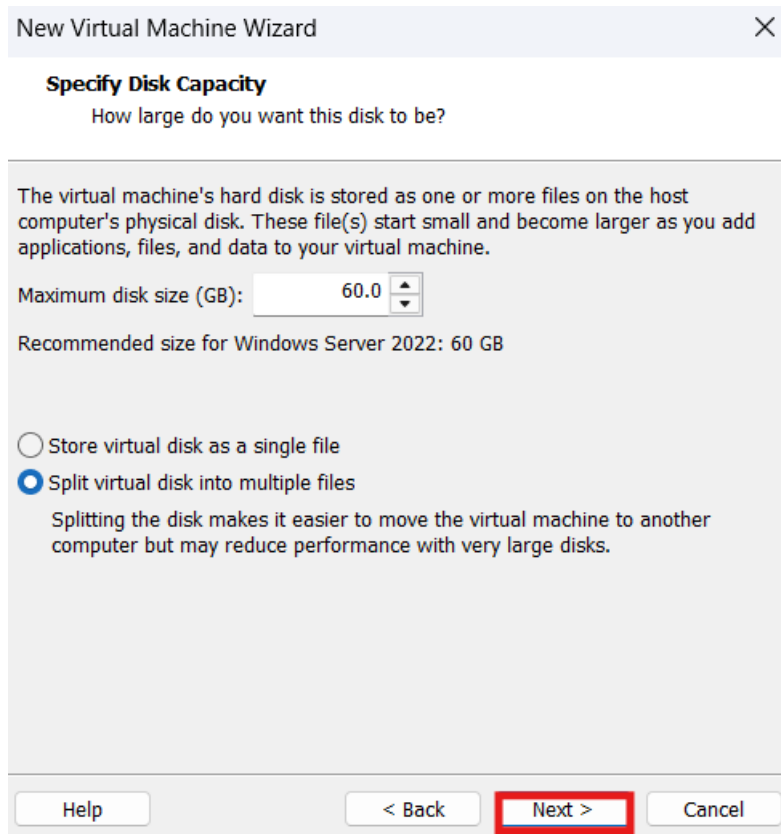 New Virtual Machine Wizard
Specify Disk Capacity
How large do you want this disk to be?
The virtual machine's hard disk is stored as one or more files on the host
computer's physical disk. These file(s) start small and become larger as you add
applications, files, and data to your virtual machine.
Maximum disk size (GB): 60.0
Recommended size for Windows Server 2022: 60 GB
Store virtual disk as a single file
Split virtual disk into multiple files
Splitting the disk makes it easier to move the virtual machine to another
computer but may reduce performance with very large disks.
Help < Back Next > Cancel